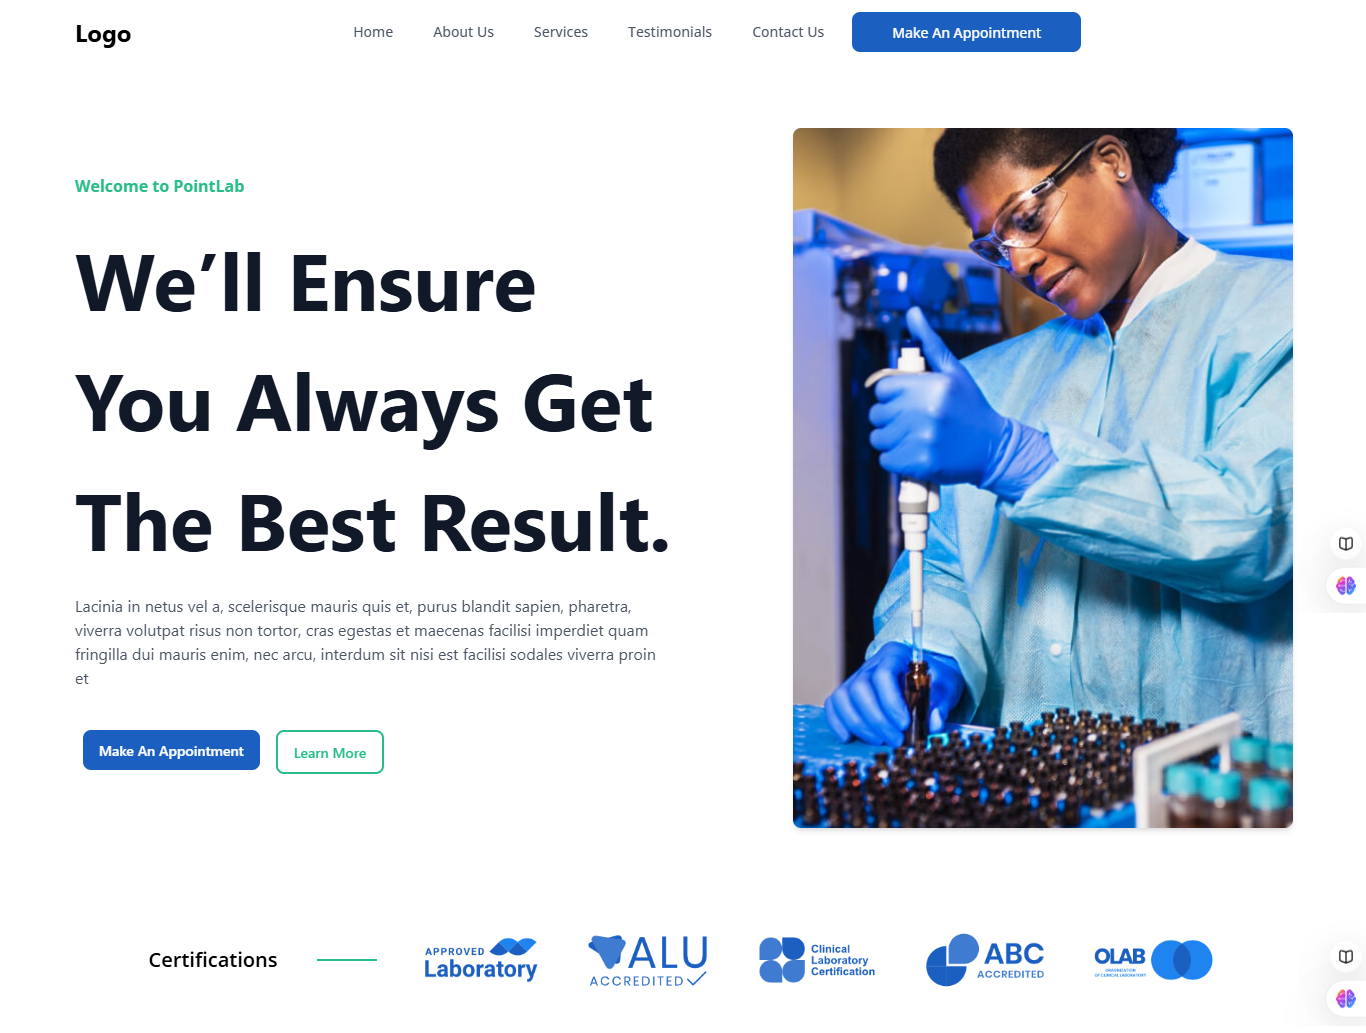 Logo
Home
About Us
Services
Testimonials
Contact Us
Make An Appointment
Welcome to PointLab
We’ll Ensure
You Always Get
The Best Result.
Lacinia in netus vel a, scelerisque mauris quis et, purus blandit sapien, pharetra,
viverra volutpat risus non tortor, cras egestas et maecenas facilisi imperdiet quam
fringilla dui mauris enim, nec arcu, interdum sit nisi est facilisi sodales viverra proin
et
Make An Appointment
Learn More
Certifications
APPROVED
Laboratory
ALU
ACCREDITED
Clinical
Laboratory
Certification
ABC
ACCREDITED
OLAB
ORGANIZATION
OF CLINICAL LABORATORY